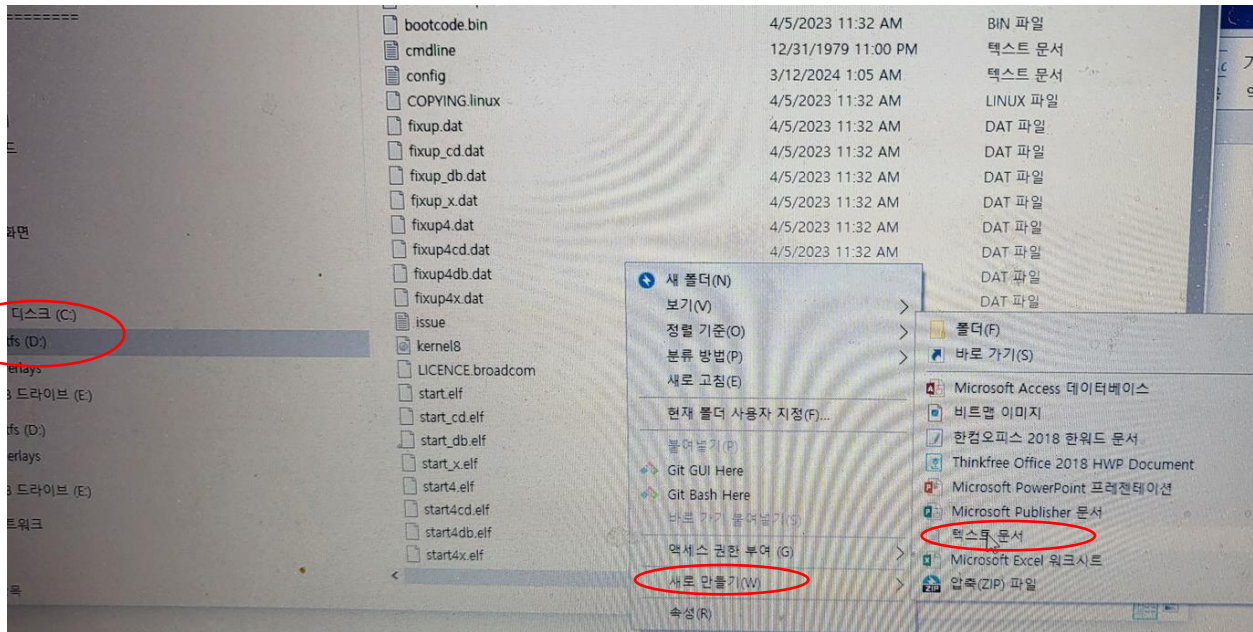 ========
bootcode.bin 4/5/2023 11:32 AM BIN 파일
cmdline 12/31/1979 11:00 PM 텍스트 문서
config 3/12/2024 1:05 AM 텍스트 문서
COPYING.linux 4/5/2023 11:32 AM LINUX 파일
fixup.dat 4/5/2023 11:32 AM DAT 파일
fixup_cd.dat 4/5/2023 11:32 AM DAT 파일
fixup_db.dat 4/5/2023 11:32 AM DAT 파일
fixup_x.dat 4/5/2023 11:32 AM DAT 파일
fixup4.dat 4/5/2023 11:32 AM DAT 파일
fixup4cd.dat 4/5/2023 11:32 AM DAT 파일
fixup4db.dat DAT 파일
fixup4x.dat DAT 파일
issue
kernel8
LICENCE.broadcom
start.elf
start_cd.elf
start_db.elf
start_x.elf
start4.elf
start4cd.elf
start4db.elf
start4x.elf
화면
디스크 (C:)
tfs (D:)
erlays
드라이브 (E:)
tfs (D:)
erlays
드라이브 (E:)
트워크
목
새 폴더(N)
보기(V)
정렬 기준(O)
분류 방법(P)
새로 고침(E)
현재 폴더 사용자 지정(F)...
붙여넣기(P)
Git GUI Here
Git Bash Here
바로 가기 붙여넣기(S)
액세스 권한 부여 (G)
새로 만들기(W)
속성(R)
폴더(F)
바로 가기(S)
Microsoft Access 데이터베이스
비트맵 이미지
한컴오피스 2018 한워드 문서
Thinkfree Office 2018 HWP Document
Microsoft PowerPoint 프레젠테이션
Microsoft Publisher 문서
텍스트 문서
Microsoft Excel 워크시트
압축(ZIP) 파일